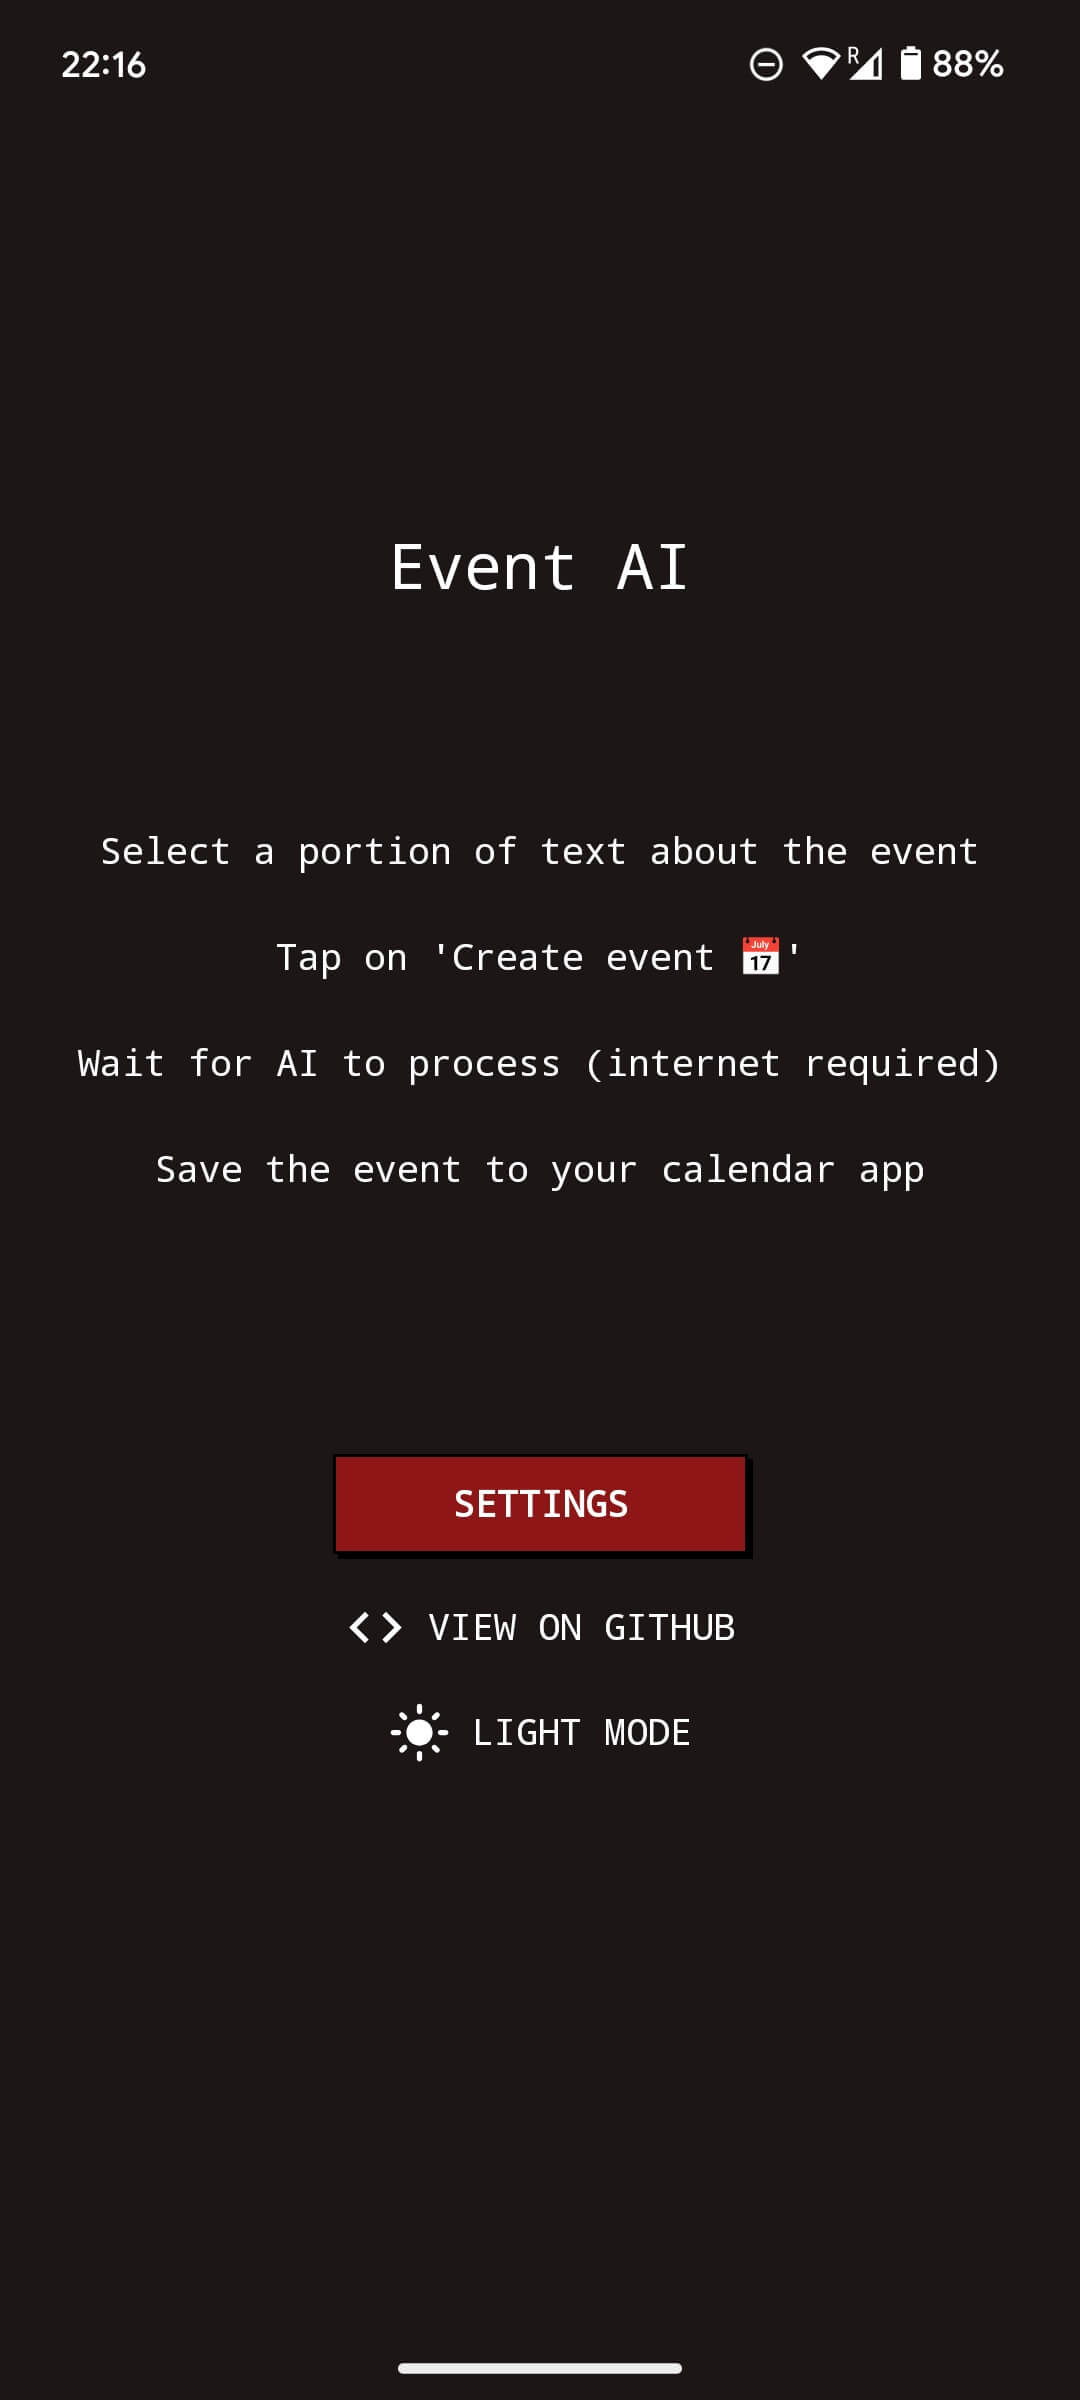 22:16
R 88%
Event AI
Select a portion of text about the event
Tap on 'Create event 📅'
Wait for AI to process (internet required)
Save the event to your calendar app
SETTINGS
<> VIEW ON GITHUB
LIGHT MODE